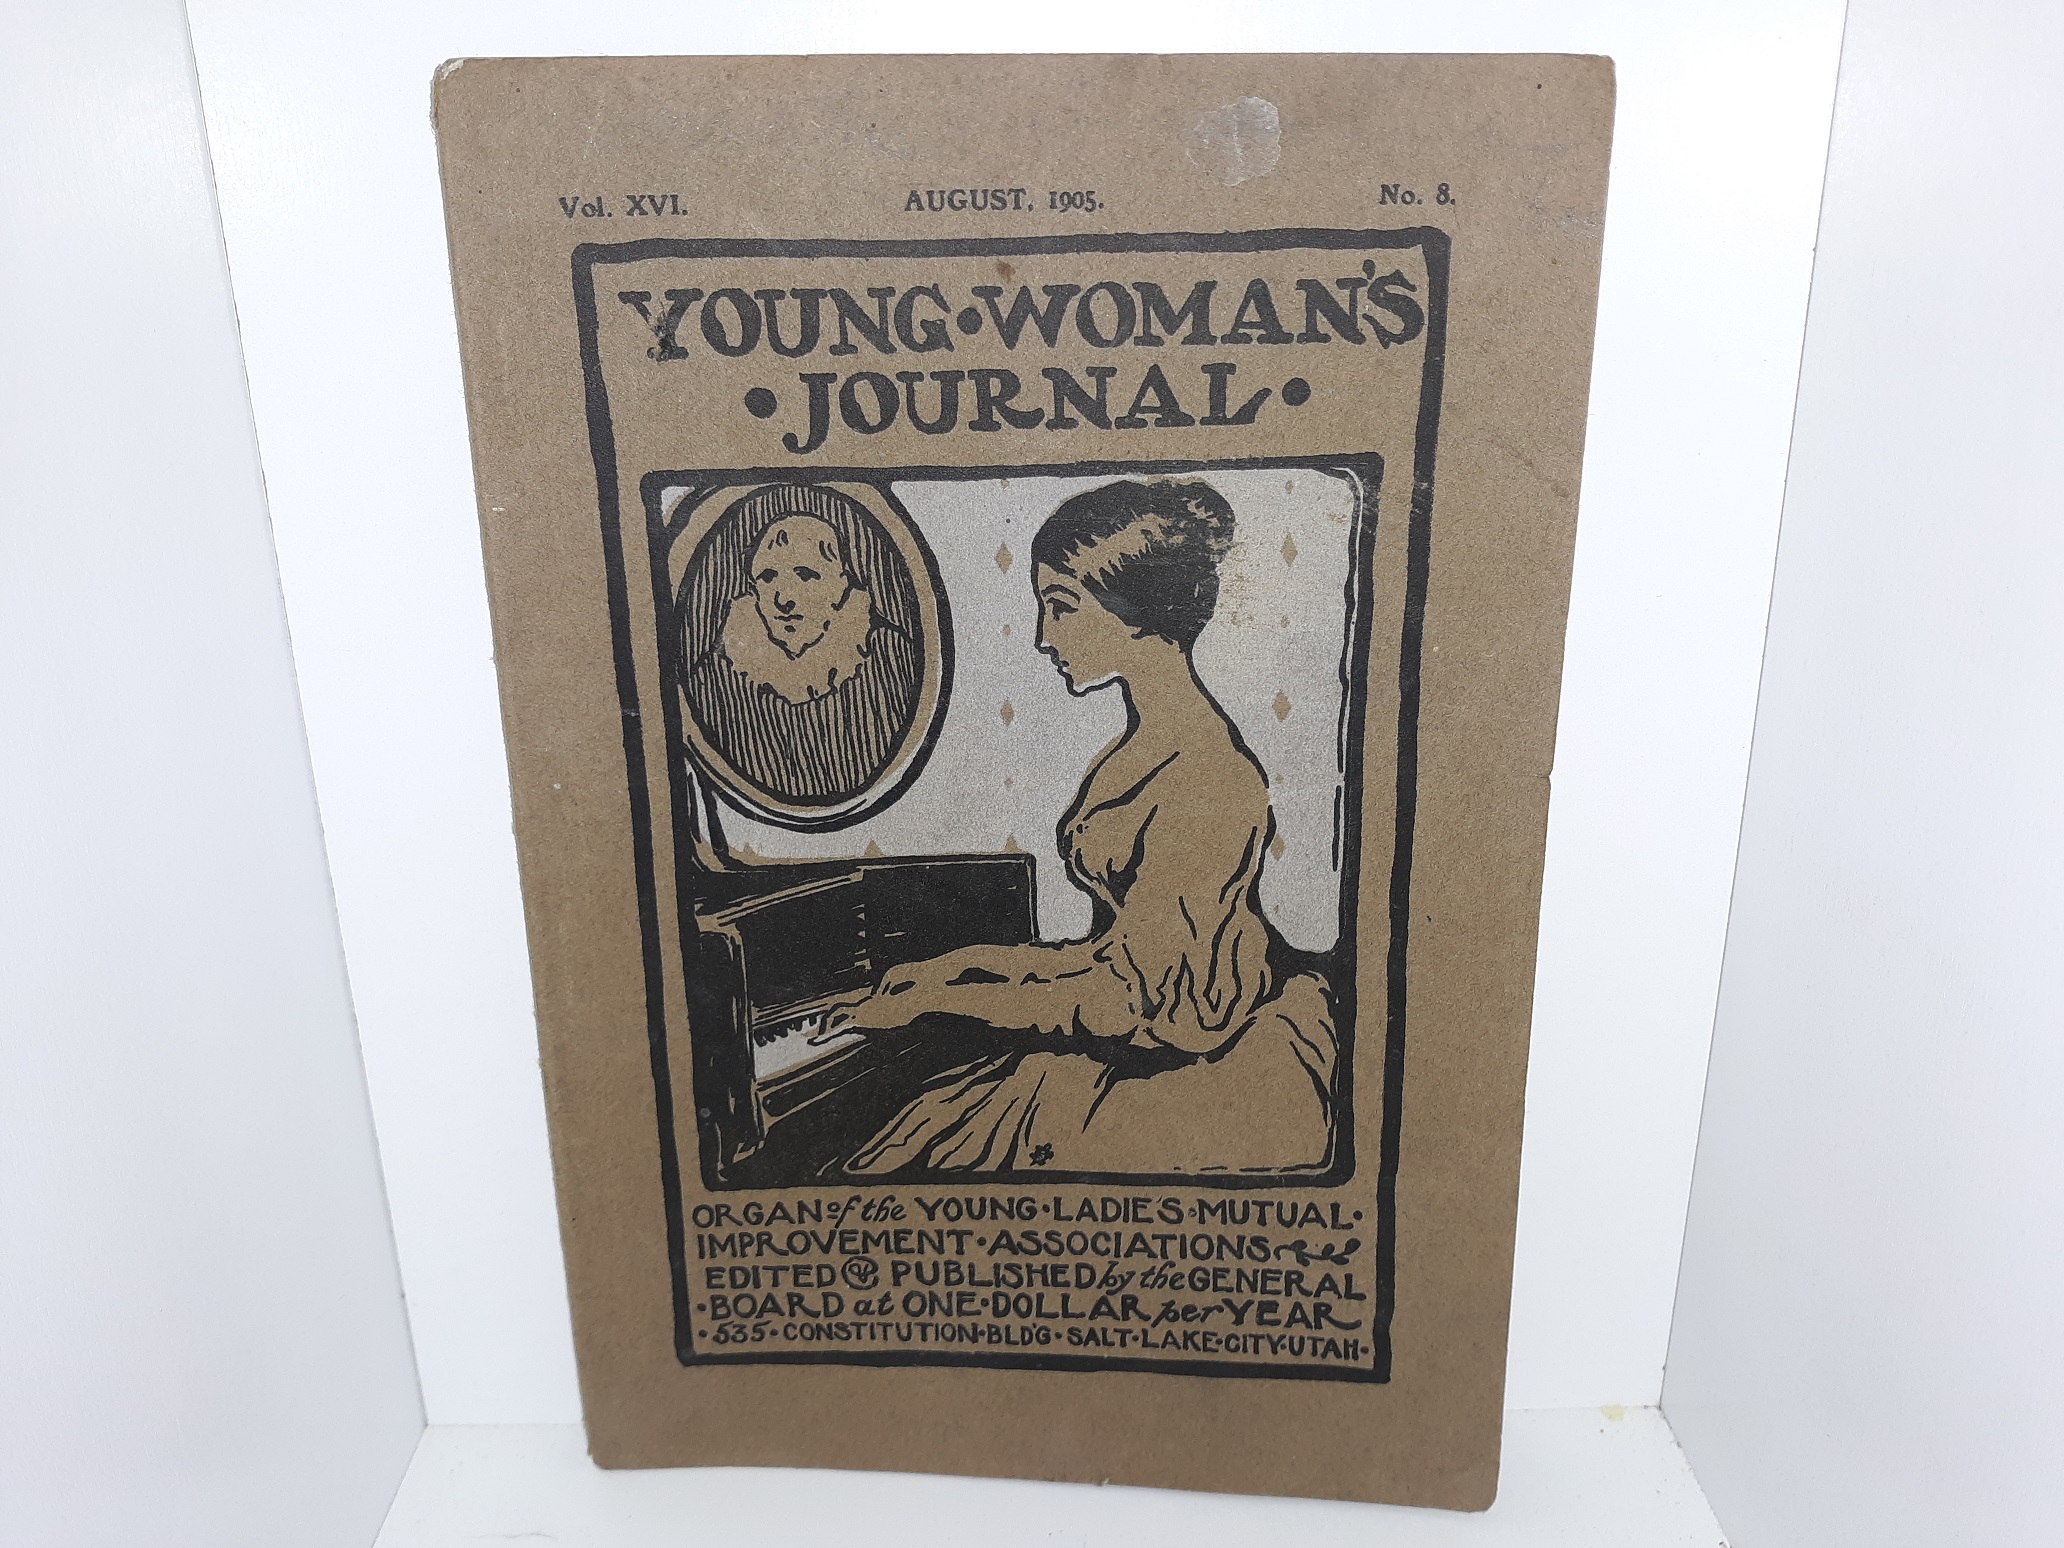 Vol. XVI. AUGUST, 1905. No. 8.
YOUNG·WOMAN'S
·JOURNAL·
ORGAN of the YOUNG·LADIE'S·MUTUAL·
IMPROVEMENT·ASSOCIATIONS
EDITED PUBLISHED by the GENERAL
·BOARD at ONE·DOLLAR per YEAR
·535·CONSTITUTION·BLD'G·SALT·LAKE·CITY·UTAH·